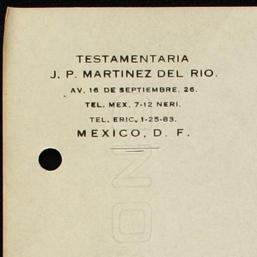 TESTAMENTARIA
J. P. MARTINEZ DEL RIO.
AV. 16 DE SEPTIEMBRE. 26.
TEL. MEX. 7-12 NERI.
TEL. ERIC. 1-25-83.
MEXICO, D. F.